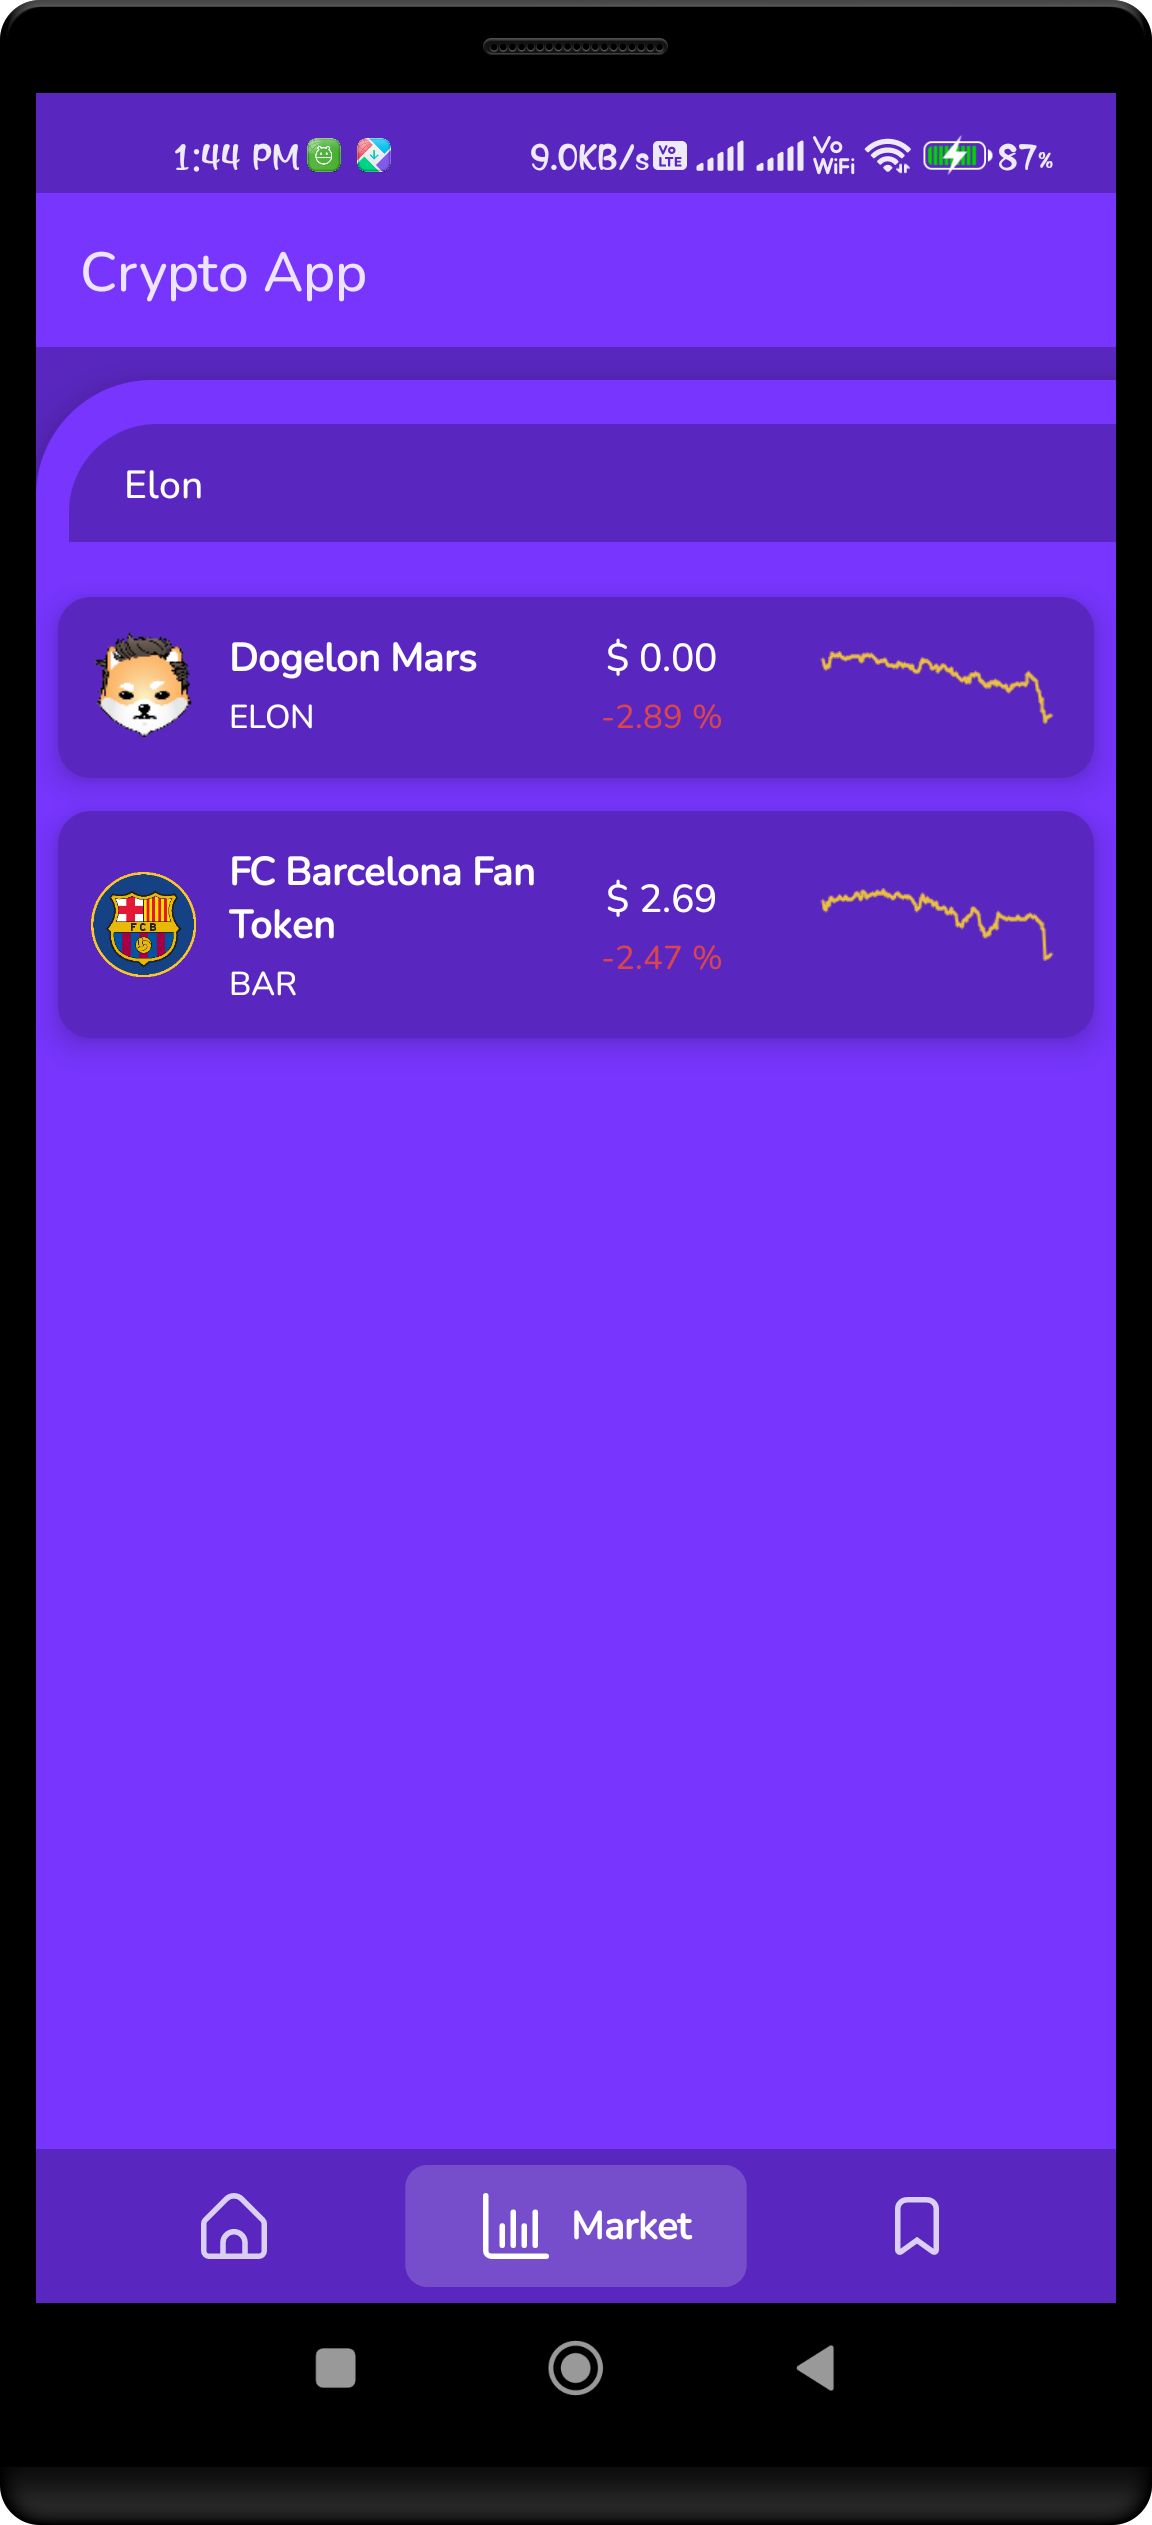 1:44 PM 9.0KB/s Vo LTE Vo WiFi 87%
Crypto App
Elon
Dogelon Mars
$ 0.00
ELON
-2.89 %
FC Barcelona Fan
Token
$ 2.69
-2.47 %
BAR
FCB
Market